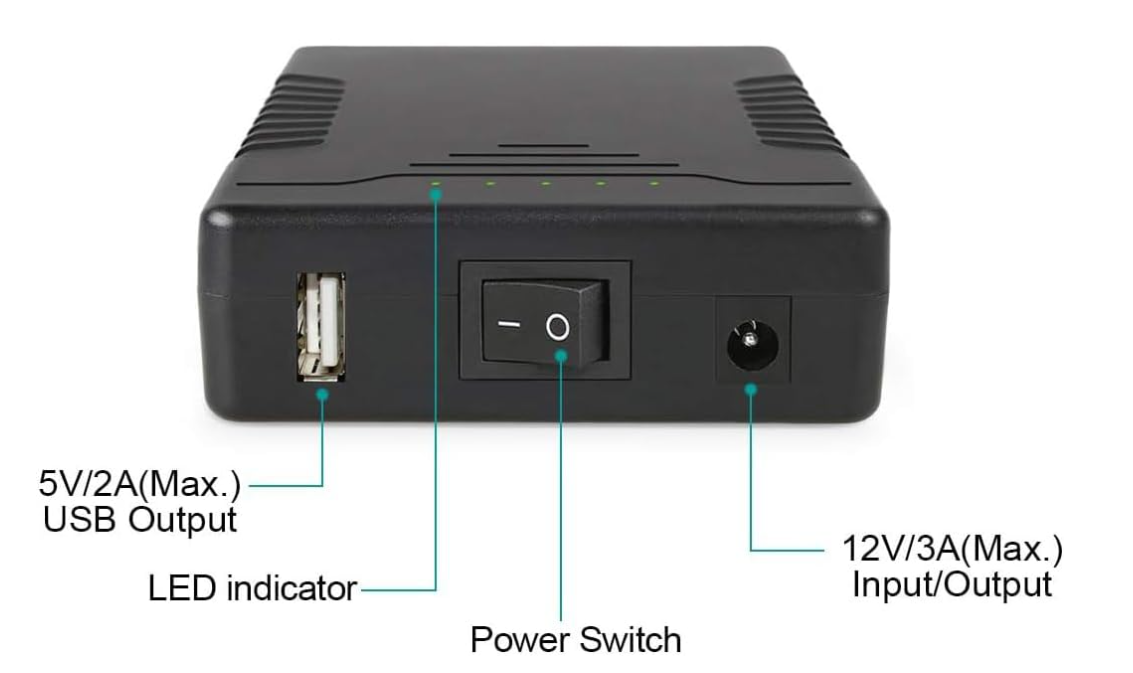 5V/2A(Max.)
USB Output
LED indicator
Power Switch
12V/3A(Max.)
Input/Output